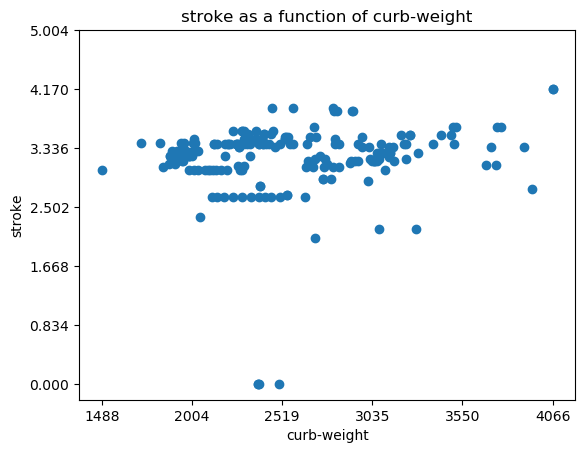 stroke as a function of curb-weight
5.004
4.170
3.336
2.502
1.668
0.834
0.000
stroke
1488 2004 2519 3035 3550 4066
curb-weight